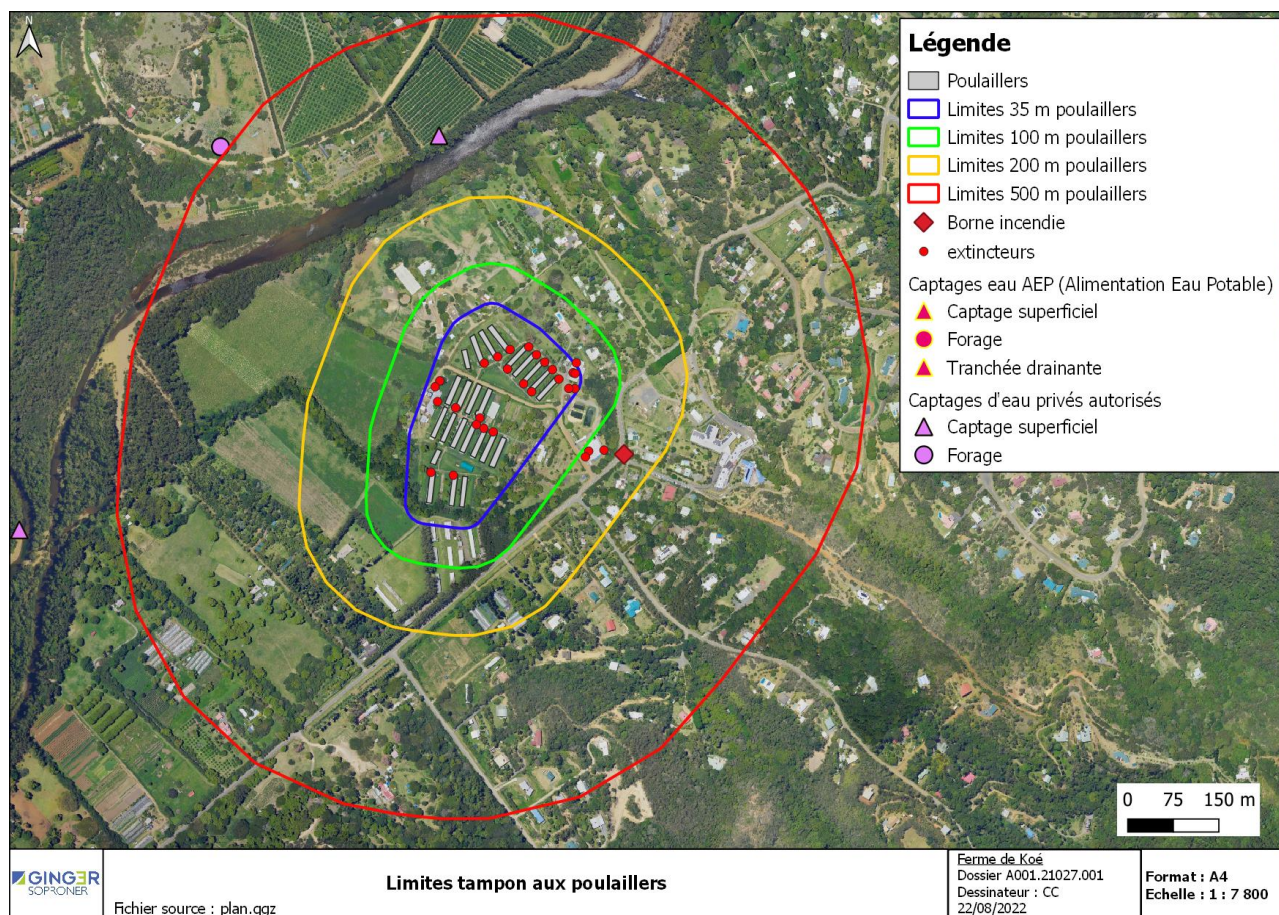 N
Légende
Poulaillers
Limites 35 m poulaillers
Limites 100 m poulaillers
Limites 200 m poulaillers
Limites 500 m poulaillers
Borne incendie
extincteurs
Captages eau AEP (Alimentation Eau Potable)
Captage superficiel
Forage
Tranchée drainante
Captages d'eau privés autorisés
Captage superficiel
Forage
0 75 150 m
GINGER
SOPRONER
Fichier source : plan.qgz
Limites tampon aux poulaillers
Ferme de Koé
Dossier A001.21027.001
Dessinateur : CC
22/08/2022
Format : A4
Echelle : 1 : 7 800